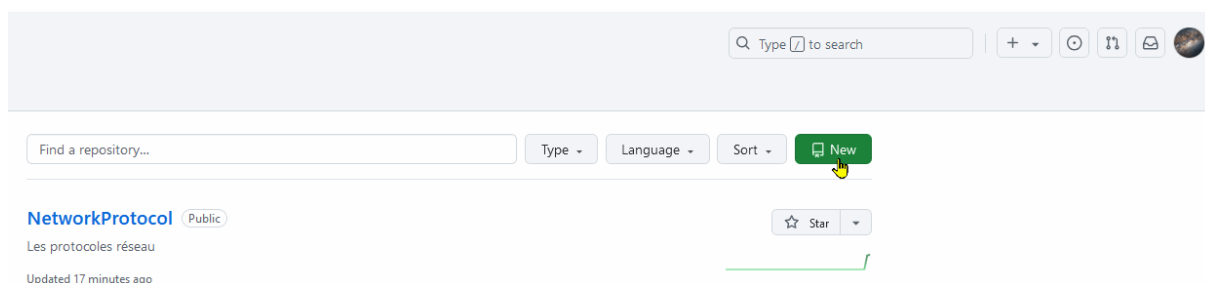 Type / to search
Find a repository...
Type
Language
Sort
New
NetworkProtocol Public
Star
Les protocoles réseau
Updated 17 minutes ago